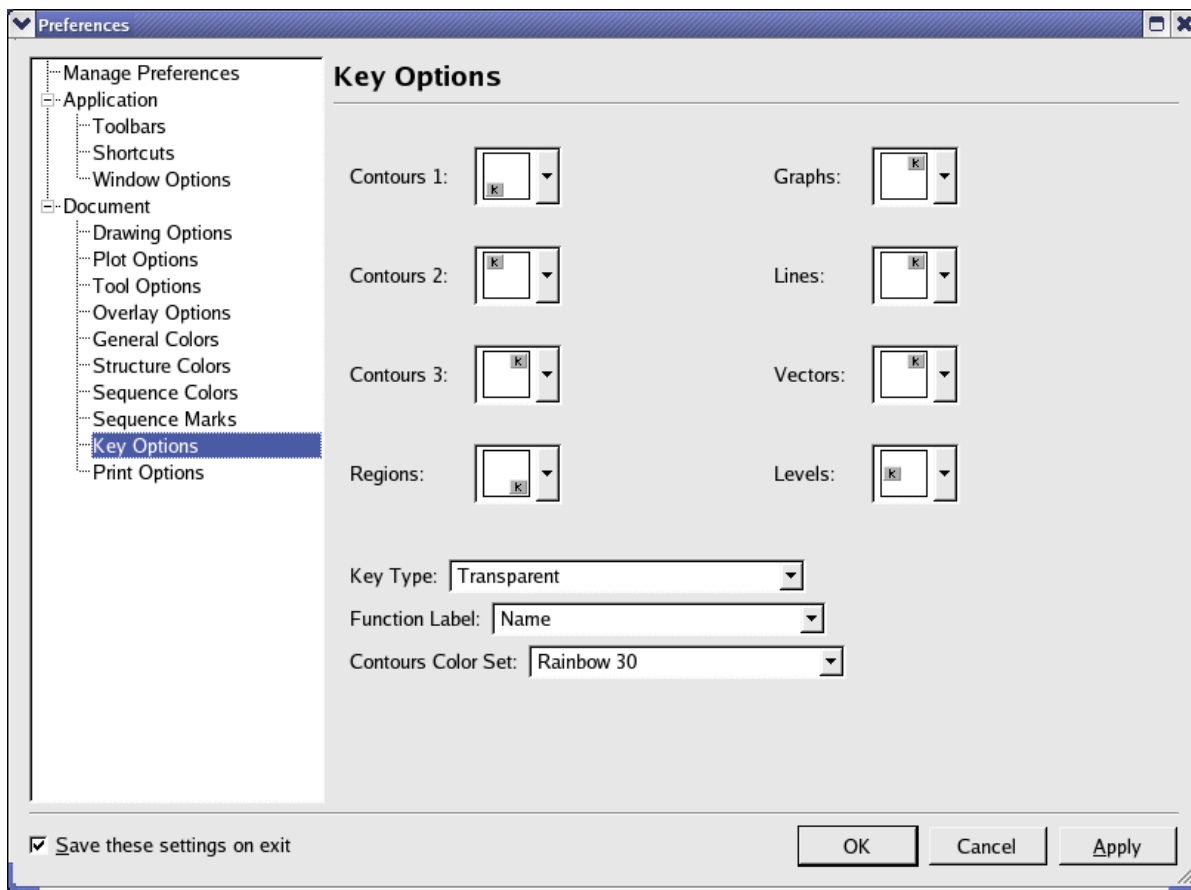 Preferences
Manage Preferences
Application
Toolbars
Shortcuts
Window Options
Document
Drawing Options
Plot Options
Tool Options
Overlay Options
General Colors
Structure Colors
Sequence Colors
Sequence Marks
Key Options
Print Options
Key Options
Contours 1: K
Graphs: K
Contours 2: K
Lines: K
Contours 3: K
Vectors: K
Regions: K
Levels: K
Key Type: Transparent
Function Label: Name
Contours Color Set: Rainbow 30
Save these settings on exit
OK
Cancel
Apply